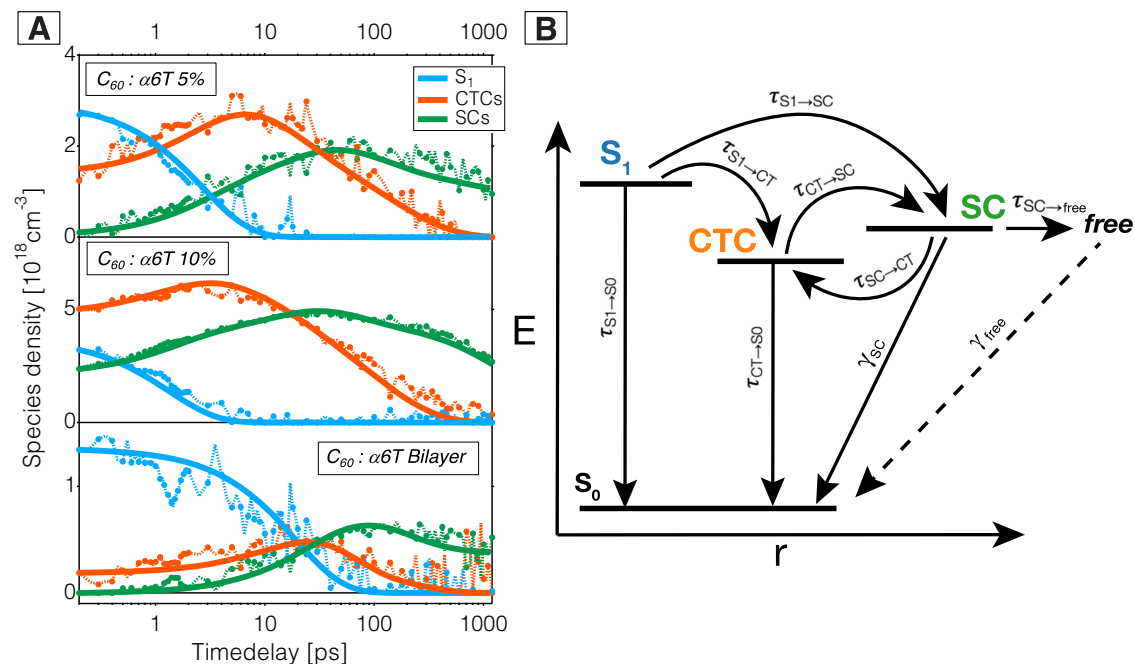 A
1 10 100 1000
4
C60 : α6T 5%
S1
CTCs
SCs
2
0
C60 : α6T 10%
5
0
C60 : α6T Bilayer
1
0
1 10 100 1000
Timedelay [ps]
Species density [10^18 cm^-3]
B
τS1→SC
S1
τS1→CT
τCT→SC
SC
τSC→free
free
CTC
τSC→CT
E
τS1→S0
τCT→S0
γSC
γfree
S0
r